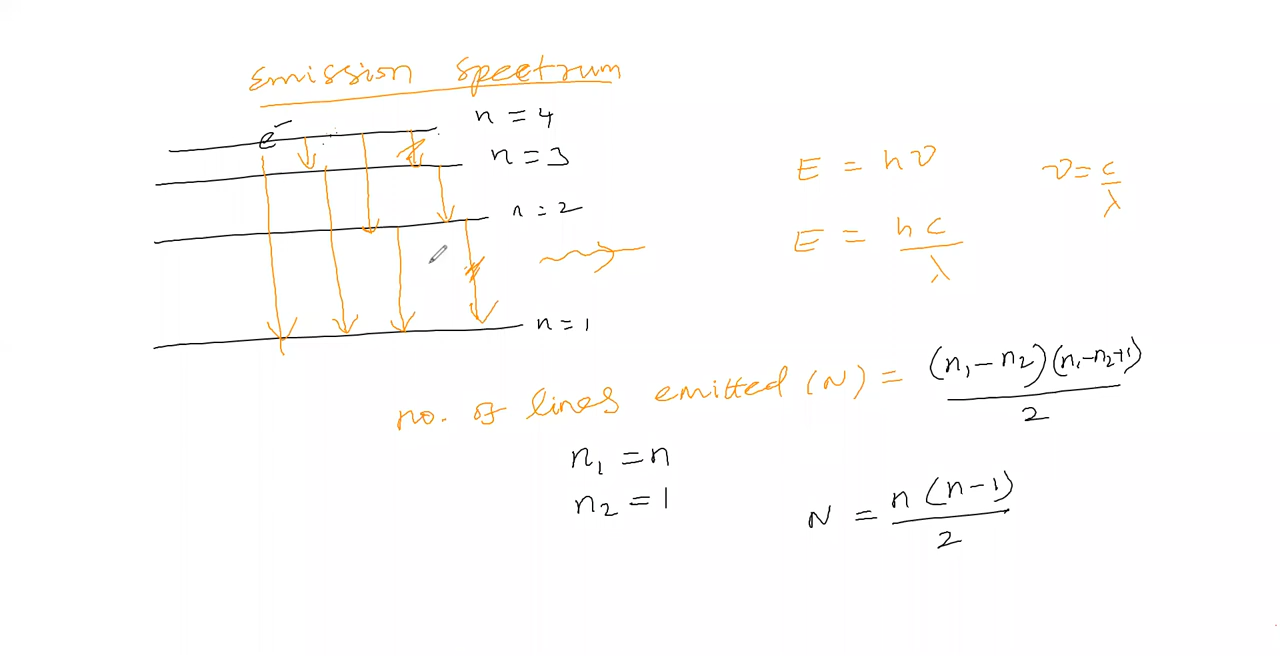 Emission Spectrum
e⁻
n = 4
n = 3
n = 2
n = 1
E = hν
ν = c/λ
E = hc/λ
no. of lines emitted (N) = (n₁-n₂)(n₁-n₂+1)/2
n₁ = n
n₂ = 1
N = n(n-1)/2